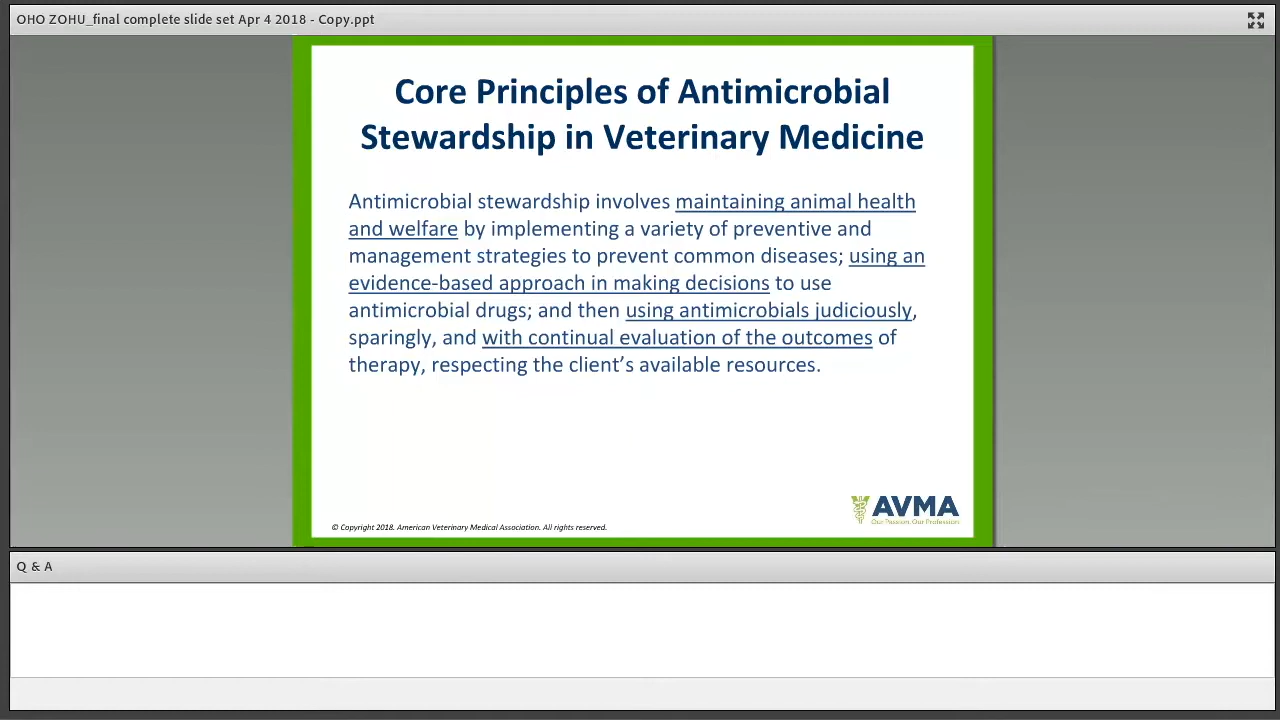 OHO ZOHU_final complete slide set Apr 4 2018 - Copy.ppt
Core Principles of Antimicrobial
Stewardship in Veterinary Medicine
Antimicrobial stewardship involves maintaining animal health
and welfare by implementing a variety of preventive and
management strategies to prevent common diseases; using an
evidence-based approach in making decisions to use
antimicrobial drugs; and then using antimicrobials judiciously,
sparingly, and with continual evaluation of the outcomes of
therapy, respecting the client’s available resources.
AVMA
Our Passion. Our Profession.
© Copyright 2018. American Veterinary Medical Association. All rights reserved.
Q & A